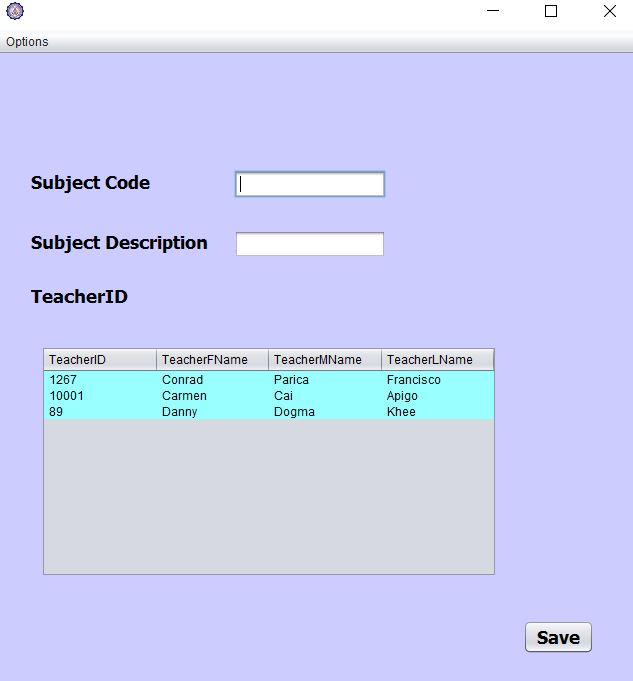 Options
Subject Code
Subject Description
TeacherID
TeacherID TeacherFName TeacherMName TeacherLName
1267 Conrad Parica Francisco
10001 Carmen Cai Apigo
89 Danny Dogma Khee
Save